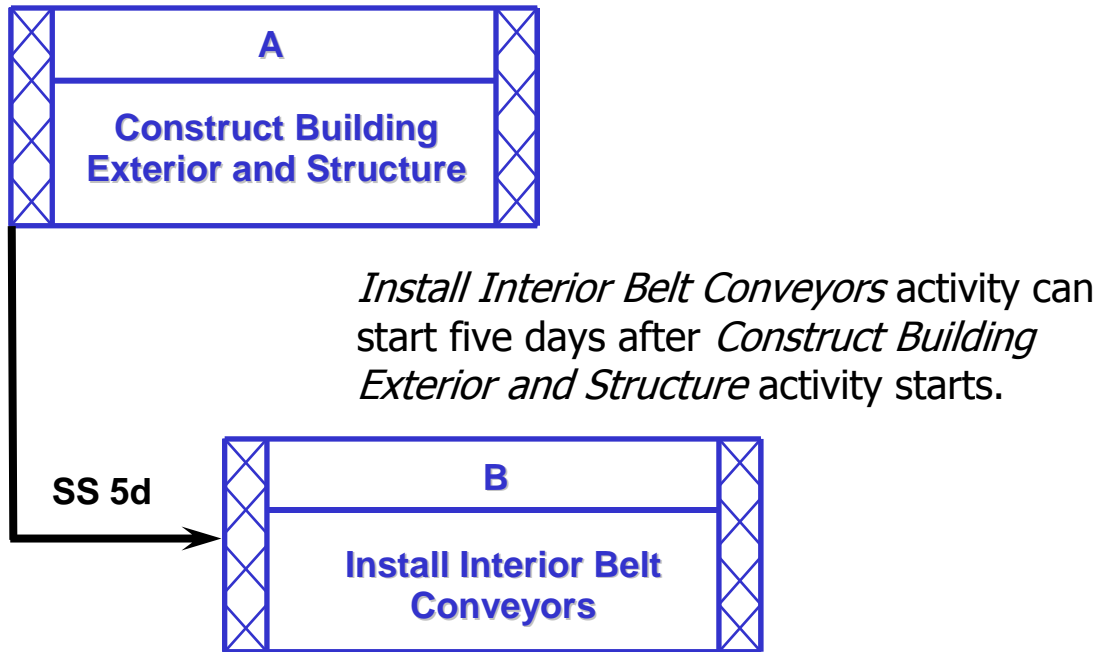 A
Construct Building
Exterior and Structure
Install Interior Belt Conveyors activity can
start five days after Construct Building
Exterior and Structure activity starts.
SS 5d
B
Install Interior Belt
Conveyors